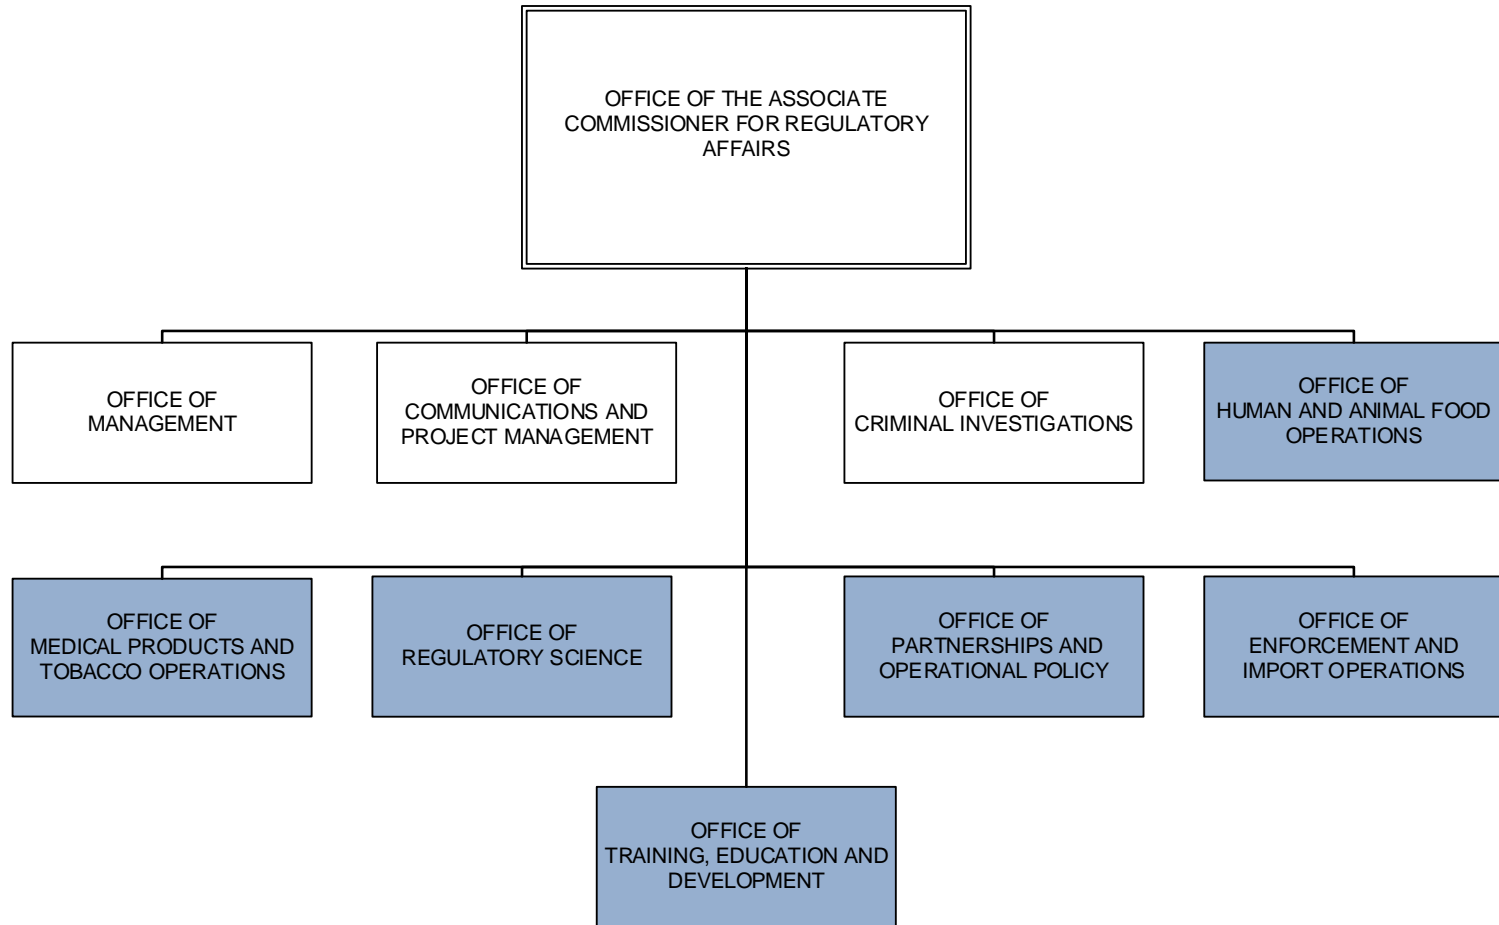 OFFICE OF THE ASSOCIATE
COMMISSIONER FOR REGULATORY
AFFAIRS
OFFICE OF
MANAGEMENT
OFFICE OF
COMMUNICATIONS AND
PROJECT MANAGEMENT
OFFICE OF
CRIMINAL INVESTIGATIONS
OFFICE OF
HUMAN AND ANIMAL FOOD
OPERATIONS
OFFICE OF
MEDICAL PRODUCTS AND
TOBACCO OPERATIONS
OFFICE OF
REGULATORY SCIENCE
OFFICE OF
PARTNERSHIPS AND
OPERATIONAL POLICY
OFFICE OF
ENFORCEMENT AND
IMPORT OPERATIONS
OFFICE OF
TRAINING, EDUCATION AND
DEVELOPMENT